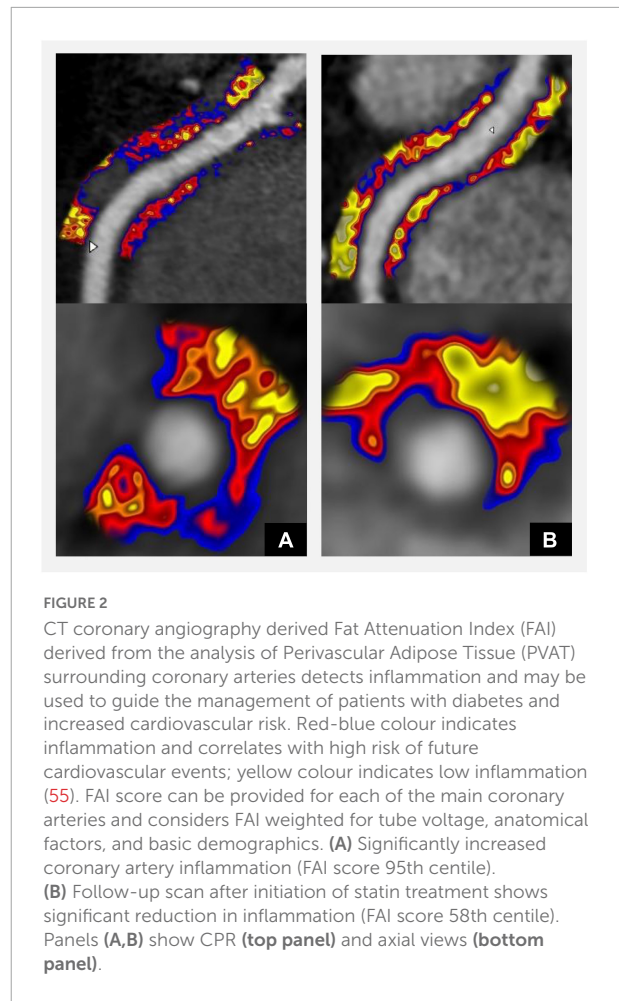 A
B
FIGURE 2
CT coronary angiography derived Fat Attenuation Index (FAI)
derived from the analysis of Perivascular Adipose Tissue (PVAT)
surrounding coronary arteries detects inflammation and may be
used to guide the management of patients with diabetes and
increased cardiovascular risk. Red-blue colour indicates
inflammation and correlates with high risk of future
cardiovascular events; yellow colour indicates low inflammation
(55). FAI score can be provided for each of the main coronary
arteries and considers FAI weighted for tube voltage, anatomical
factors, and basic demographics. (A) Significantly increased
coronary artery inflammation (FAI score 95th centile).
(B) Follow-up scan after initiation of statin treatment shows
significant reduction in inflammation (FAI score 58th centile).
Panels (A,B) show CPR (top panel) and axial views (bottom
panel).